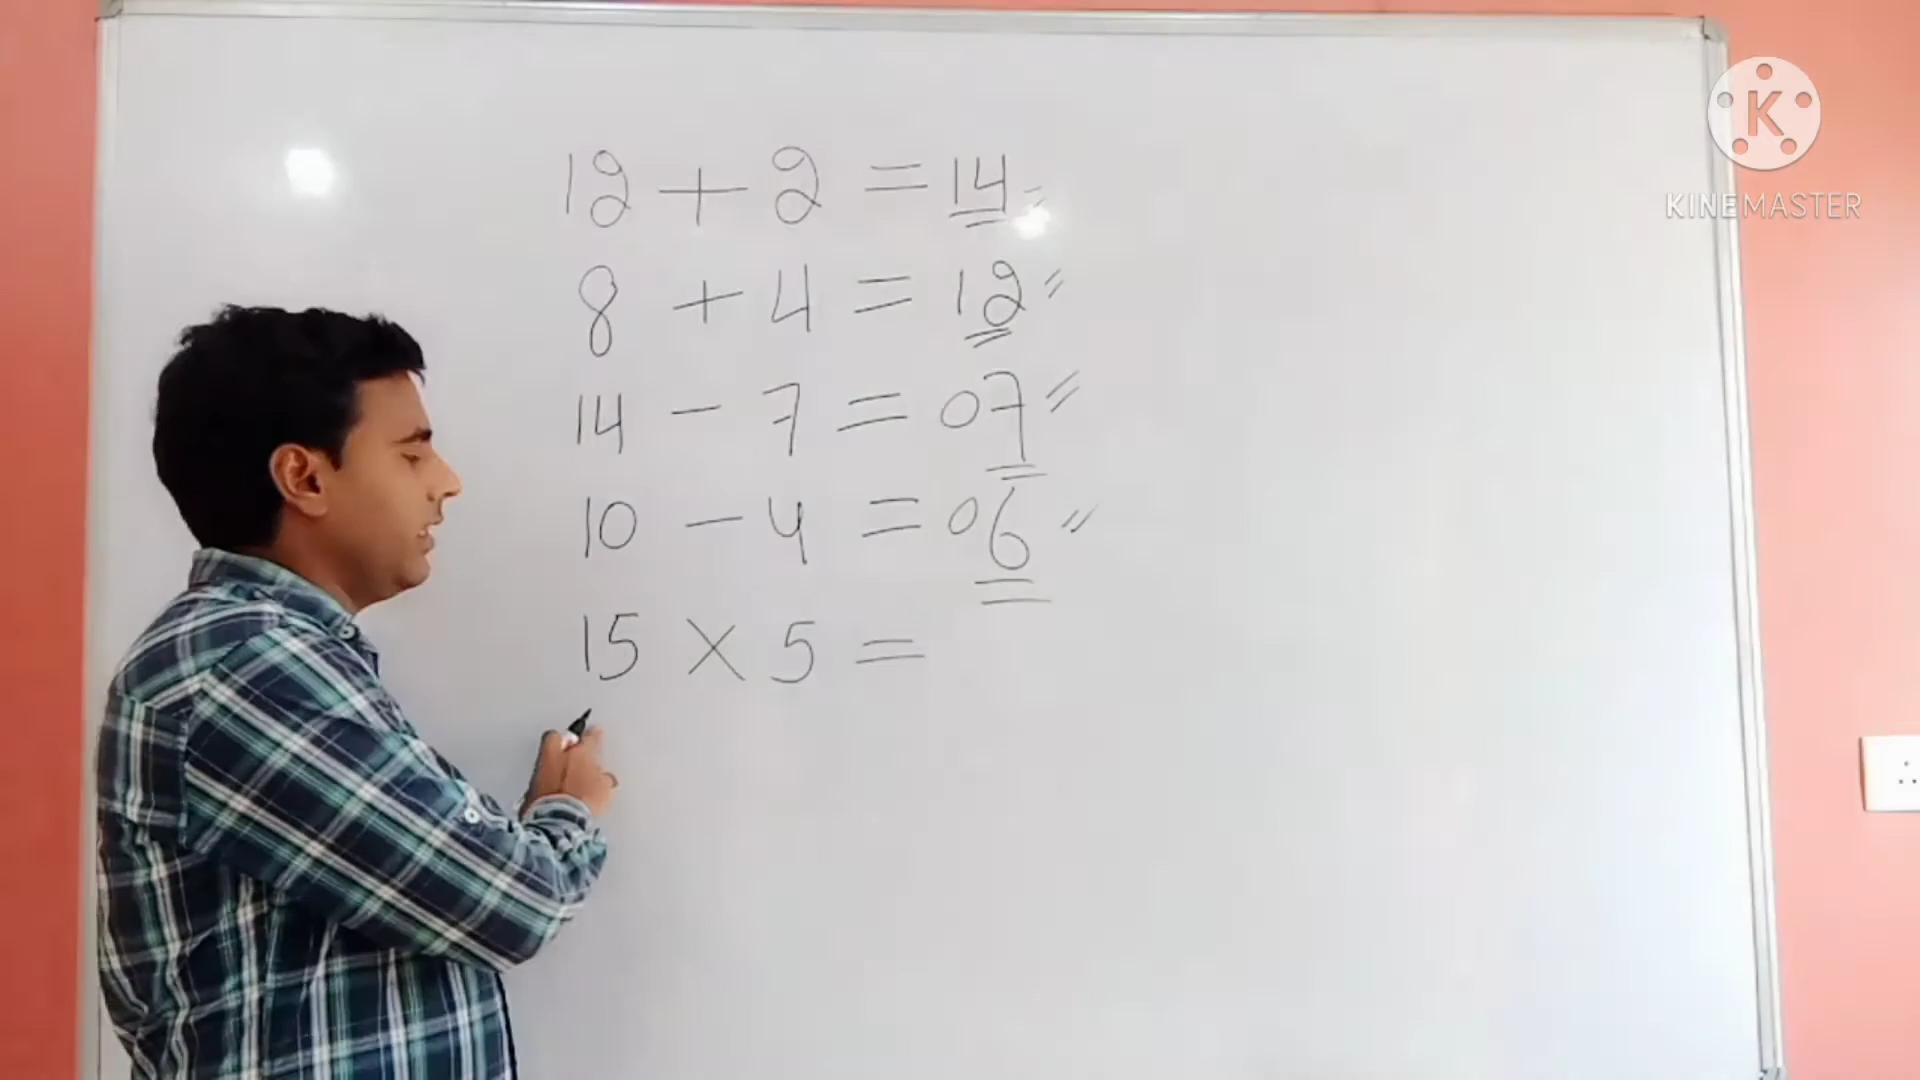 12 + 2 = 14
8 + 4 = 12
14 - 7 = 07
10 - 4 = 06
15 × 5 =
K
KINEMASTER